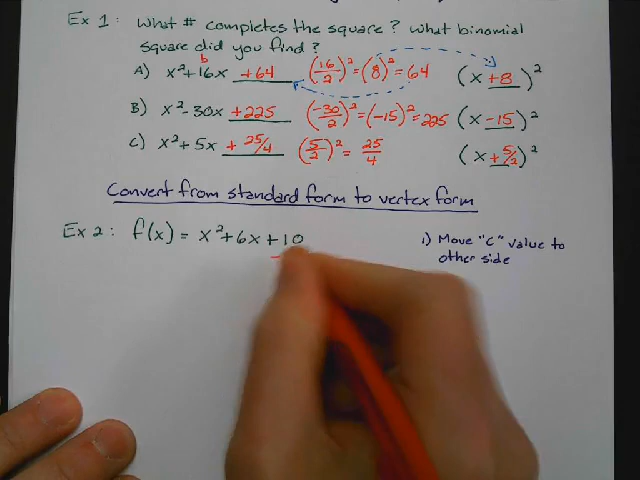 Ex 1: What # completes the square? What binomial
square did you find?
b
A) x²+16x +64 (16/2)² = (8)² = 64 (x +8)²
B) x² - 30x +225 (-30/2)² = (-15)² = 225 (x -15)²
C) x² + 5x + 25/4 (5/2)² = 25/4 (x + 5/2)²
Convert from standard form to vertex form
Ex 2: f(x) = x²+6x+10
1) Move "C" value to
other side